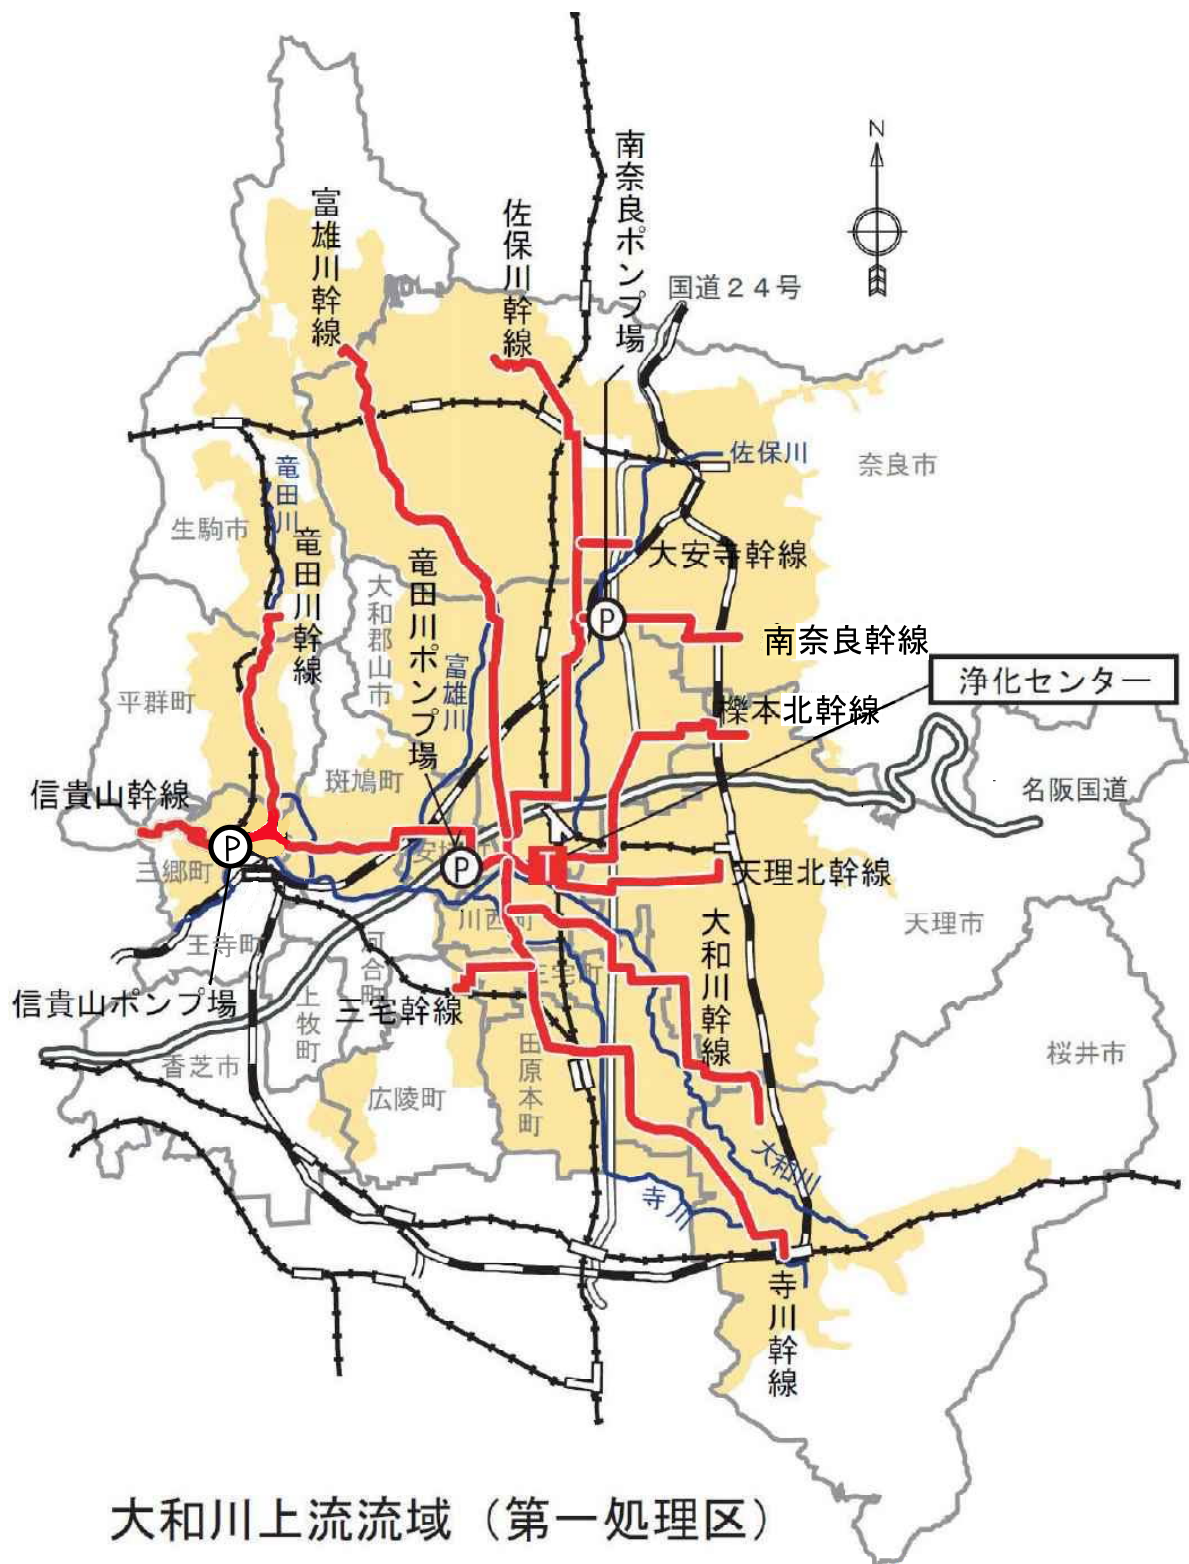 N
南奈良ポンプ場
富雄川幹線
佐保川幹線
国道24号
佐保川
奈良市
竜田川
生駒市
竜田川幹線
大安寺幹線
竜田川ポンプ場
大和郡山市
P
南奈良幹線
富雄川
浄化センター
平群町
櫟本北幹線
斑鳩町
信貴山幹線
名阪国道
P
P
T
三郷町
天理北幹線
川西町
大和川幹線
天理市
王寺町
河合町
三宅町
信貴山ポンプ場
三宅幹線
上牧町
田原本町
香芝市
広陵町
桜井市
大和川
寺川
寺川幹線
大和川上流流域（第一処理区）